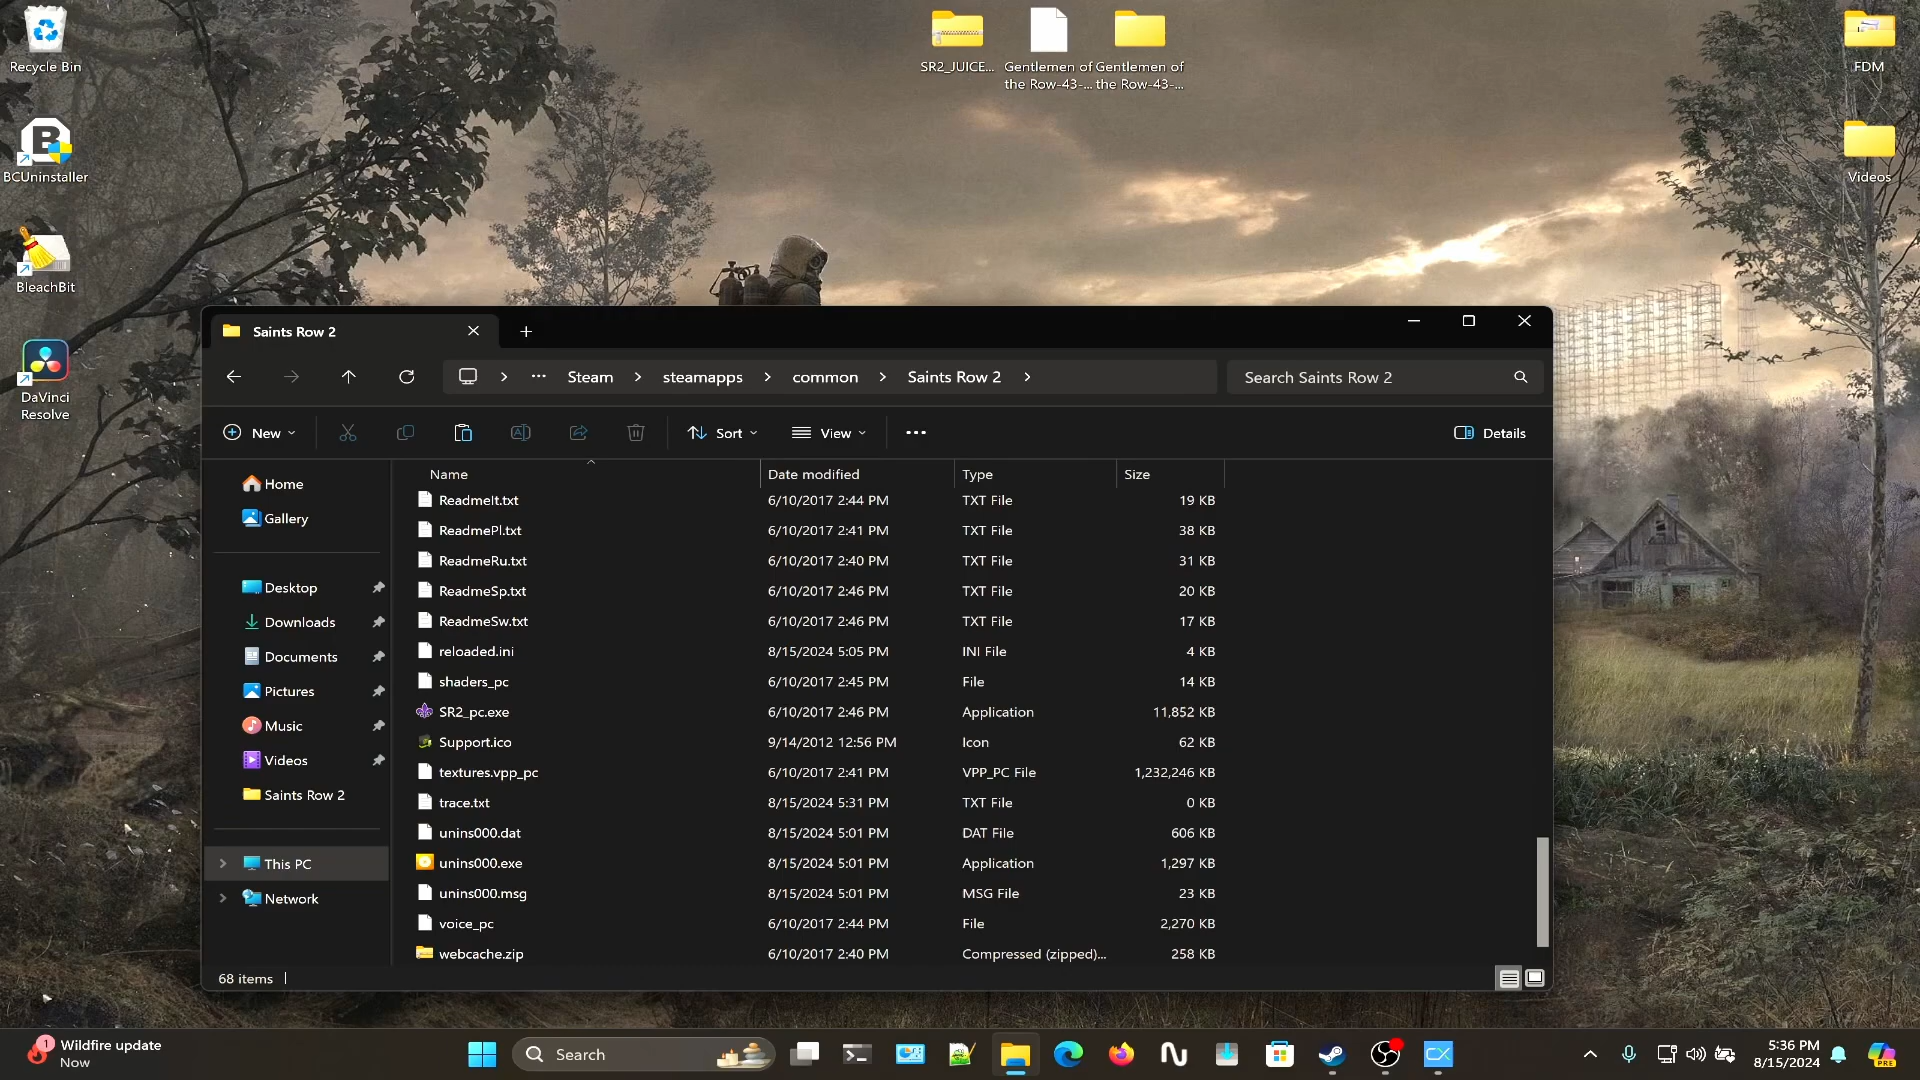 Recycle Bin
BCUninstaller
BleachBit
DaVinci
Resolve
SR2_JUICE...
Gentlemen of
the Row-43-...
Gentlemen of
the Row-43-...
FDM
Videos
Saints Row 2
Steam
steamapps
common
Saints Row 2
Search Saints Row 2
New
Sort
View
Details
Home
Gallery
Desktop
Downloads
Documents
Pictures
Music
Videos
Saints Row 2
This PC
Network
Name Date modified Type Size
ReadmeIt.txt 6/10/2017 2:44 PM TXT File 19 KB
ReadmePl.txt 6/10/2017 2:41 PM TXT File 38 KB
ReadmeRu.txt 6/10/2017 2:40 PM TXT File 31 KB
ReadmeSp.txt 6/10/2017 2:46 PM TXT File 20 KB
ReadmeSw.txt 6/10/2017 2:46 PM TXT File 17 KB
reloaded.ini 8/15/2024 5:05 PM INI File 4 KB
shaders_pc 6/10/2017 2:45 PM File 14 KB
SR2_pc.exe 6/10/2017 2:46 PM Application 11,852 KB
Support.ico 9/14/2012 12:56 PM Icon 62 KB
textures.vpp_pc 6/10/2017 2:41 PM VPP_PC File 1,232,246 KB
trace.txt 8/15/2024 5:31 PM TXT File 0 KB
unins000.dat 8/15/2024 5:01 PM DAT File 606 KB
unins000.exe 8/15/2024 5:01 PM Application 1,297 KB
unins000.msg 8/15/2024 5:01 PM MSG File 23 KB
voice_pc 6/10/2017 2:44 PM File 2,270 KB
webcache.zip 6/10/2017 2:40 PM Compressed (zipped)... 258 KB
68 items
1
Wildfire update
Now
Search
5:36 PM
8/15/2024
PRE